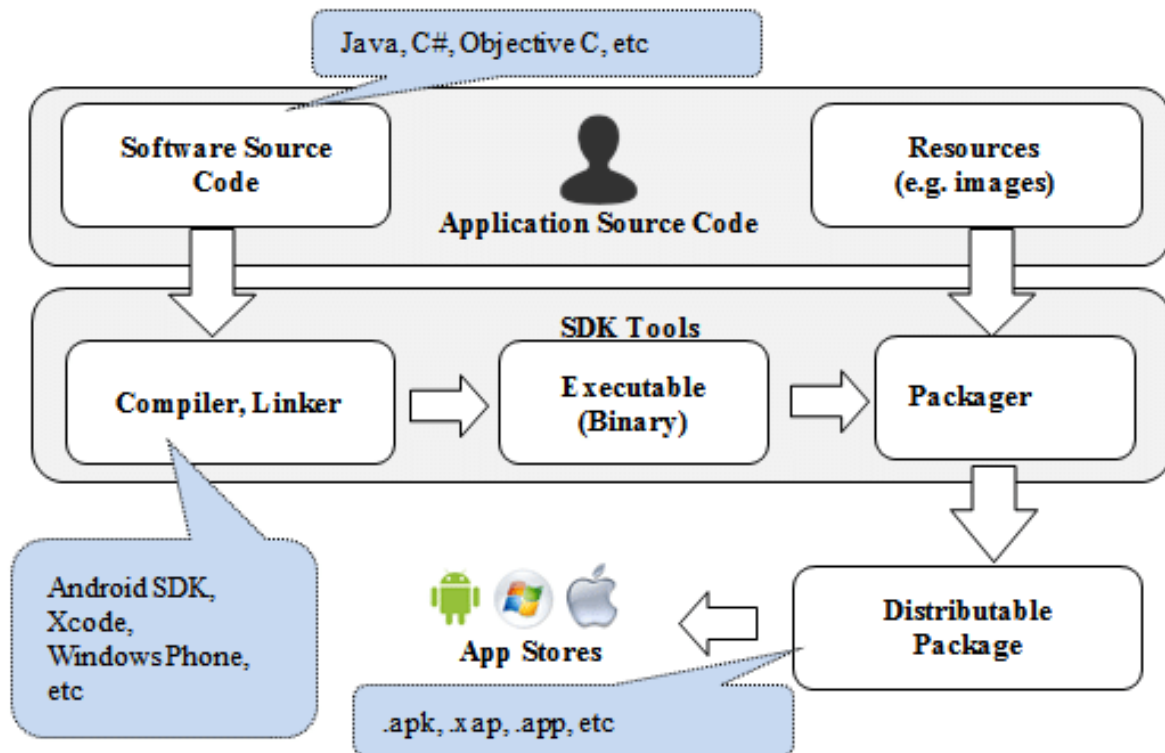 Java, C#, Objective C, etc
Software Source
Code
Resources
(e.g. images)
Application Source Code
SDK Tools
Compiler, Linker
Executable
(Binary)
Packager
Android SDK,
Xcode,
Windows Phone,
etc
App Stores
Distributable
Package
.apk, .xap, .app, etc